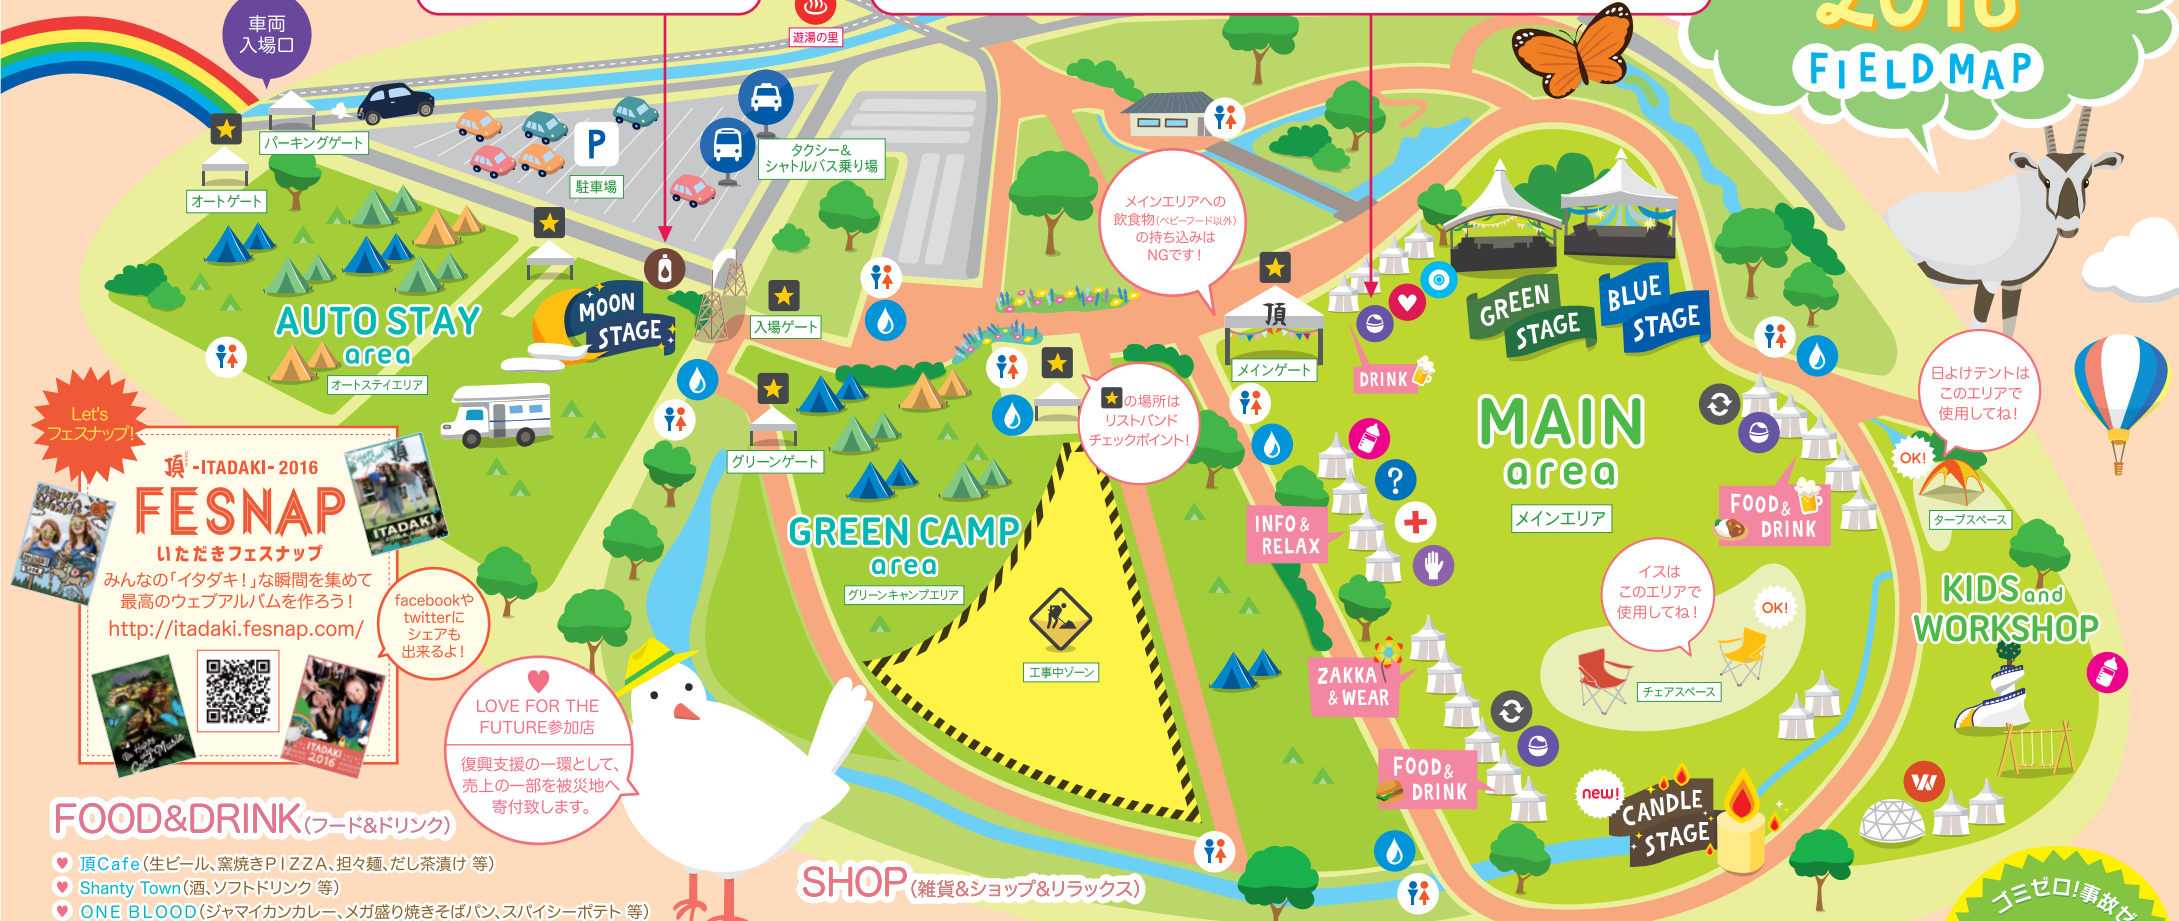 2016
FIELD MAP
車両
入場口
遊湯の里
パーキングゲート
オートゲート
P
駐車場
タクシー&
シャトルバス乗り場
メインエリアへの
飲食物(ベビーフード以外)
の持ち込みは
NGです!
AUTO STAY
area
オートステイエリア
MOON
STAGE
入場ゲート
頂
メインゲート
DRINK
GREEN
STAGE
BLUE
STAGE
日よけテントは
このエリアで
使用してね!
OK!
タープスペース
グリーンゲート
の場所は
リストバンド
チェックポイント!
MAIN
area
メインエリア
FOOD &
DRINK
INFO &
RELAX
?
GREEN CAMP
area
グリーンキャンプエリア
工事中ゾーン
イスは
このエリアで
使用してね!
OK!
チェアスペース
KIDS and
WORKSHOP
ZAKKA
& WEAR
FOOD &
DRINK
new!
CANDLE
STAGE
Let's
フェスナップ!
頂 -ITADAKI- 2016
FESNAP
いただきフェスナップ
みんなの「イタダキ!」な瞬間を集めて
最高のウェブアルバムを作ろう!
http://itadaki.fesnap.com/
ITADAKI
Be Happy
Good Music
ITADAKI
2016
facebookや
twitterに
シェアも
出来るよ!
LOVE FOR THE
FUTURE参加店
復興支援の一環として、
売上の一部を被災地へ
寄付致します。
FOOD&DRINK(フード&ドリンク)
頂Cafe(生ビール、窯焼きPIZZA、担々麺、だし茶漬け 等)
Shanty Town(酒、ソフトドリンク 等)
ONE BLOOD(ジャマイカンカレー、メガ盛り焼きそばパン、スパイシーポテト 等)
SHOP(雑貨&ショップ&リラックス)
ゴミゼロ!事故ゼ